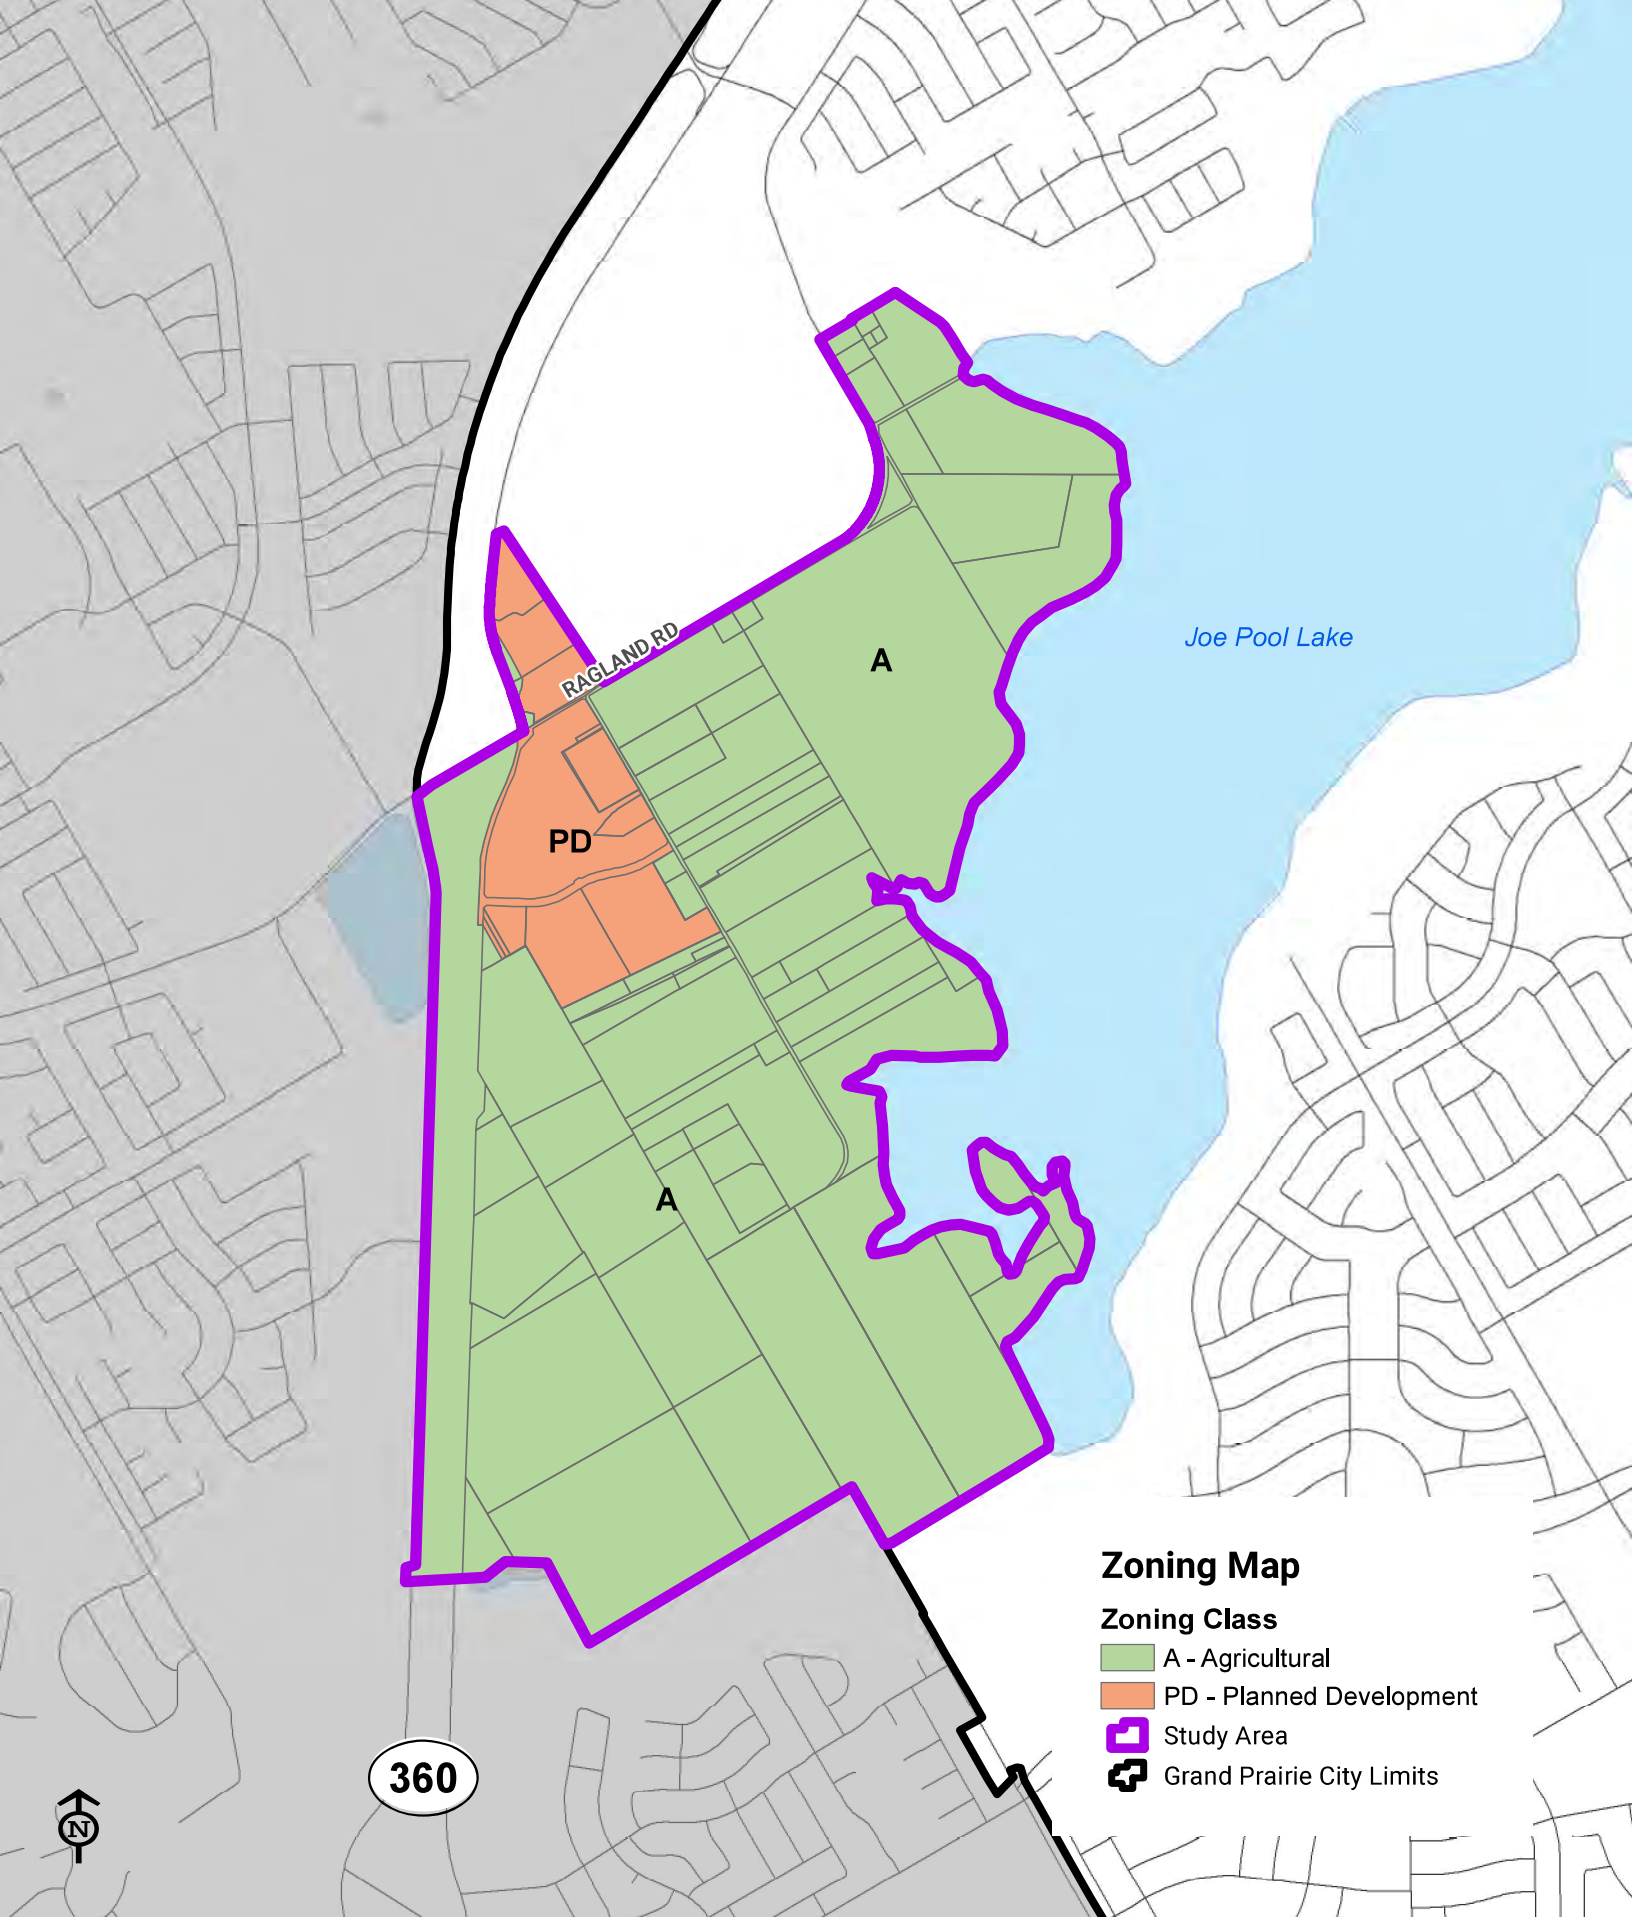 RAGLAND RD
A
Joe Pool Lake
PD
A
Zoning Map
Zoning Class
A - Agricultural
PD - Planned Development
Study Area
Grand Prairie City Limits
360
N